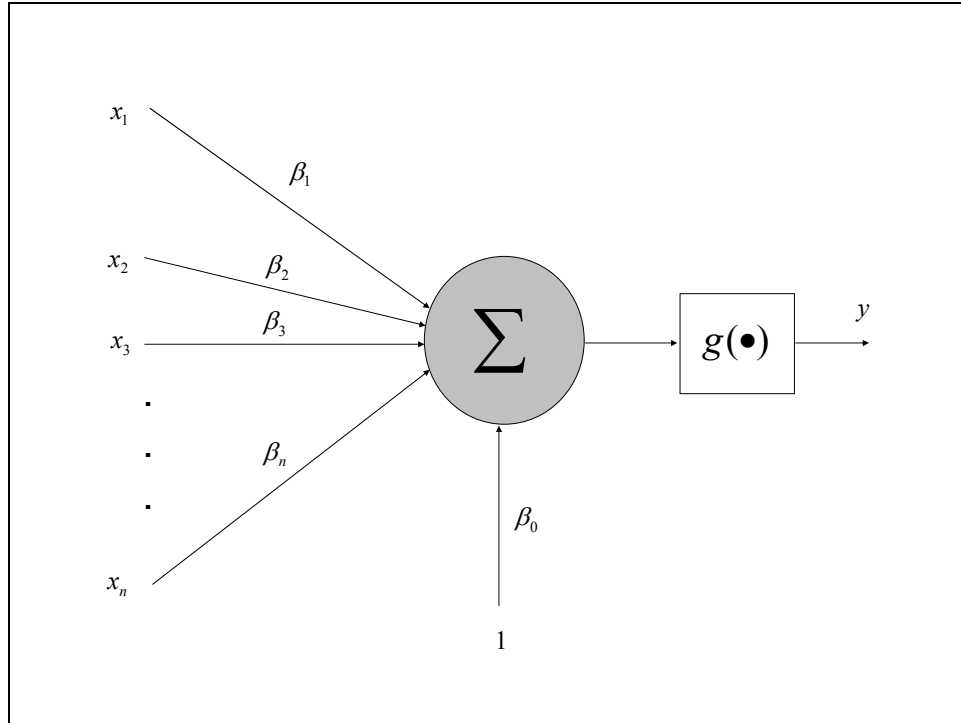 x₁
β₁
x₂
β₂
x₃
β₃
.
.
.
βₙ
xₙ
Σ
g(●)
y
β₀
1